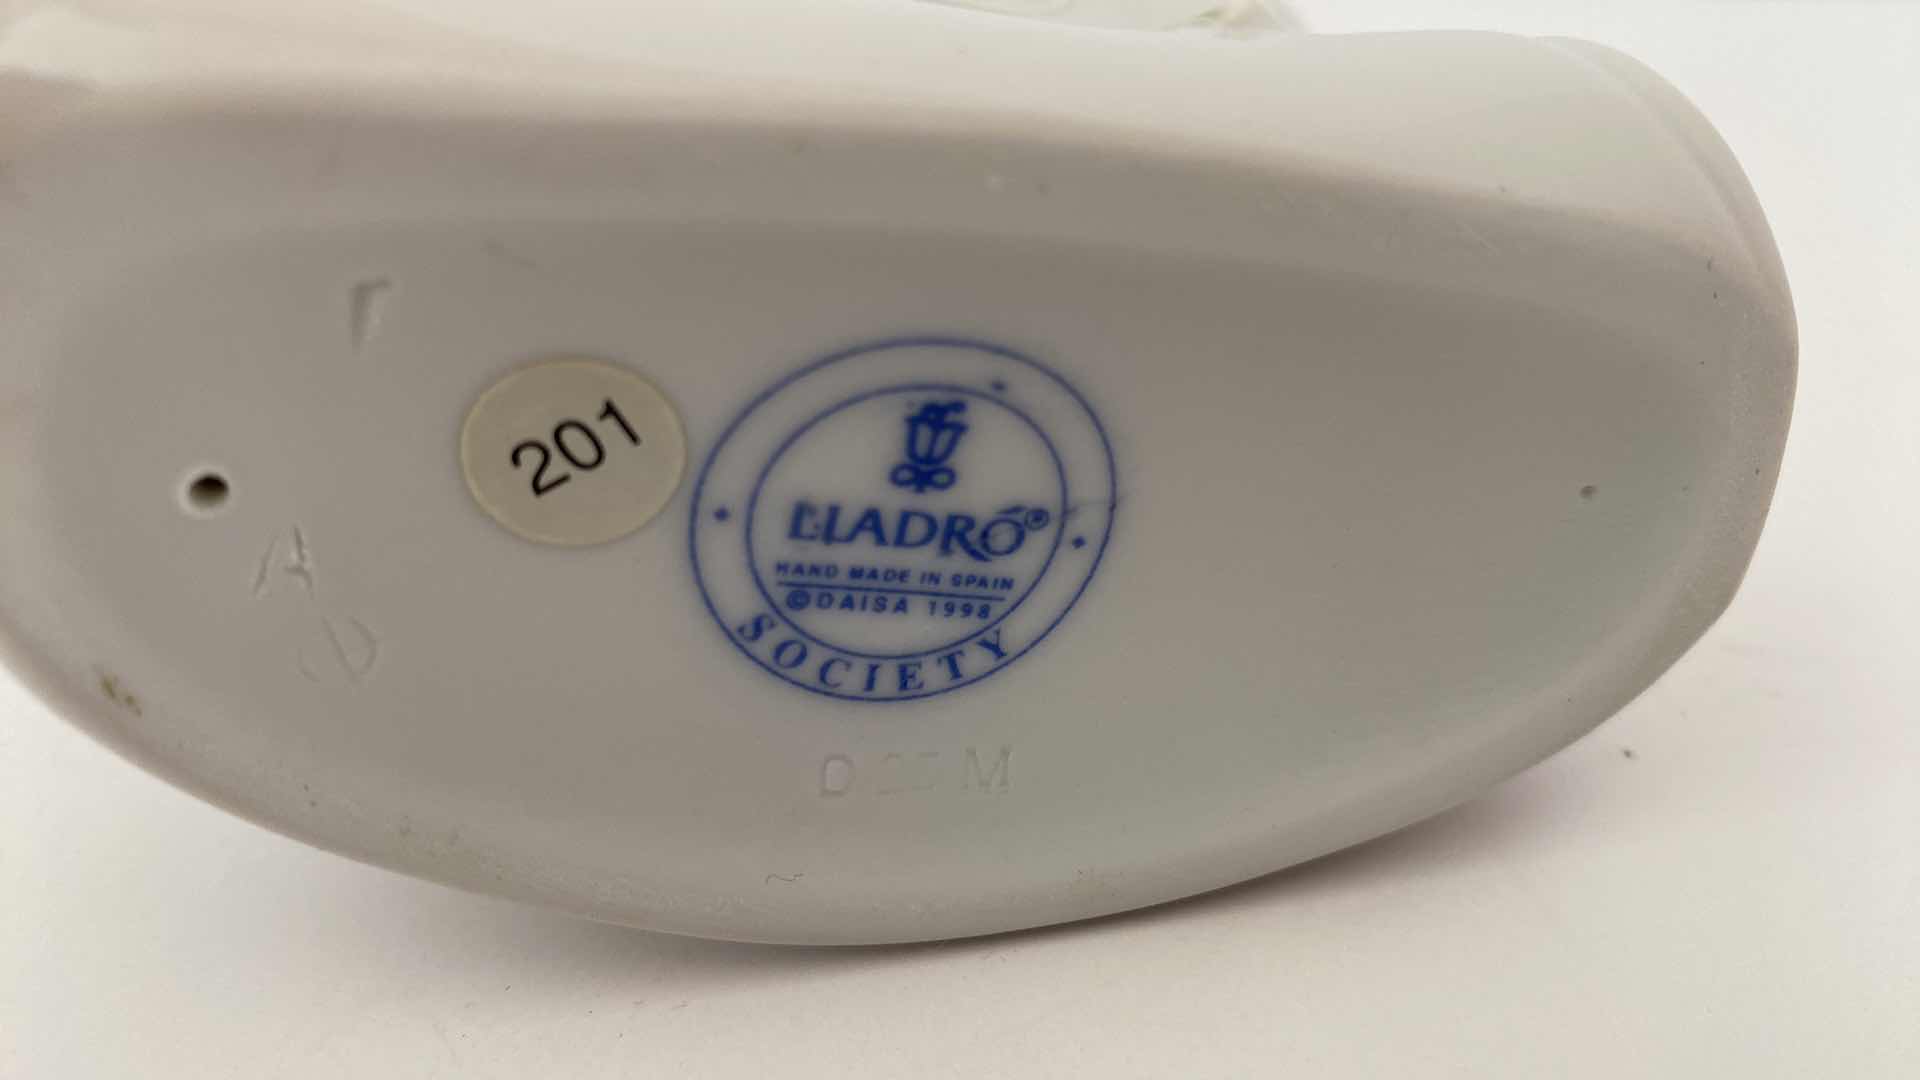 201
LLADRÓ®
HAND MADE IN SPAIN
©DAISA 1998
SOCIETY
A
D
M